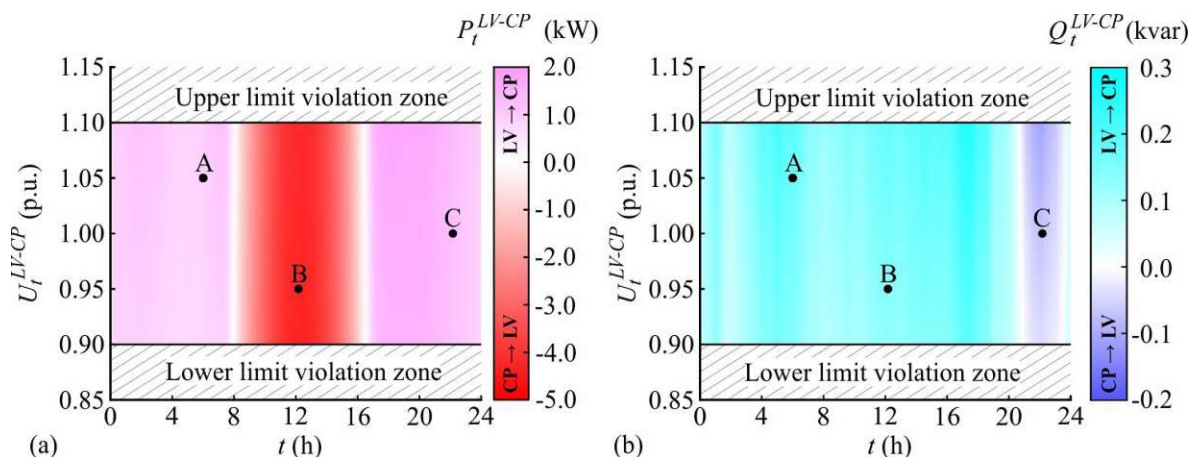 P_t^{LV-CP} (kW)
1.15
1.10
1.05
1.00
0.95
0.90
0.85
U_t^{LV-CP} (p.u.)
Upper limit violation zone
A
B
C
Lower limit violation zone
0 4 8 12 16 20 24
t (h)
(a)
2.0
1.0
0.0
-1.0
-2.0
-3.0
-4.0
-5.0
LV → CP
CP → LV
Q_t^{LV-CP} (kvar)
1.15
1.10
1.05
1.00
0.95
0.90
0.85
U_t^{LV-CP} (p.u.)
Upper limit violation zone
A
B
C
Lower limit violation zone
0 4 8 12 16 20 24
t (h)
(b)
0.3
0.2
0.1
0.0
-0.1
-0.2
LV → CP
CP → LV